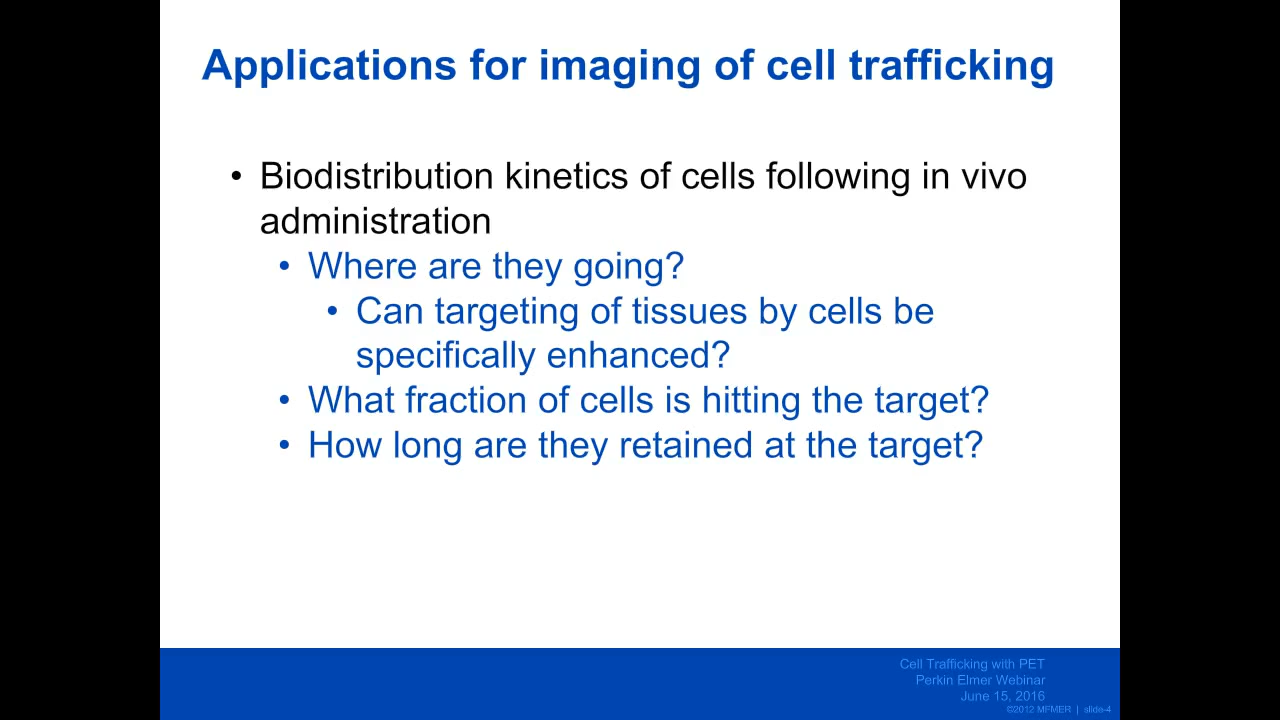 Applications for imaging of cell trafficking
• Biodistribution kinetics of cells following in vivo
administration
• Where are they going?
• Can targeting of tissues by cells be
specifically enhanced?
• What fraction of cells is hitting the target?
• How long are they retained at the target?
Cell Trafficking with PET
Perkin Elmer Webinar
June 15, 2016
©2012 MFMER | slide-4